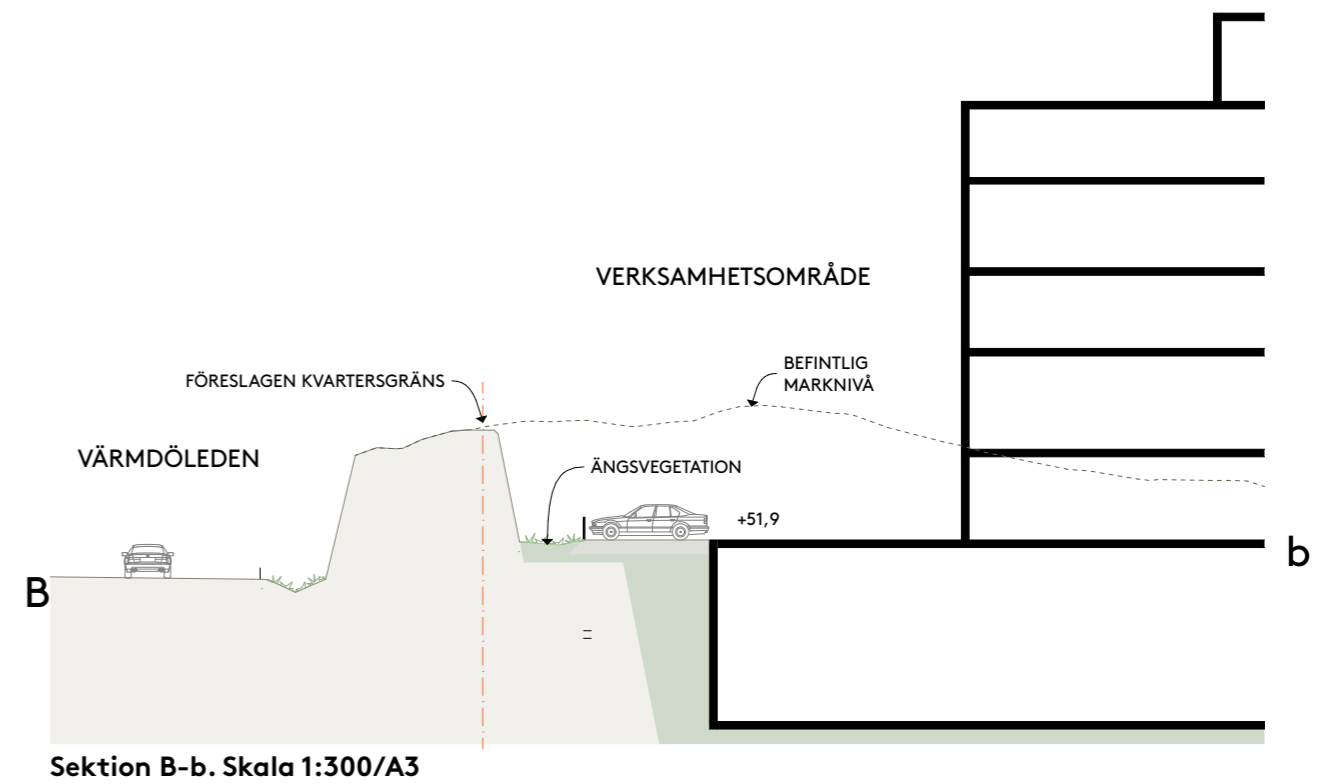 VERKSAMHETSOMRÅDE
BEFINTLIG
MARKNIVÅ
FÖRESLAGEN KVARTERSGRÄNS
VÄRMDÖLEDEN
ÄNGSVEGETATION
+51,9
B
b
Sektion B-b. Skala 1:300/A3